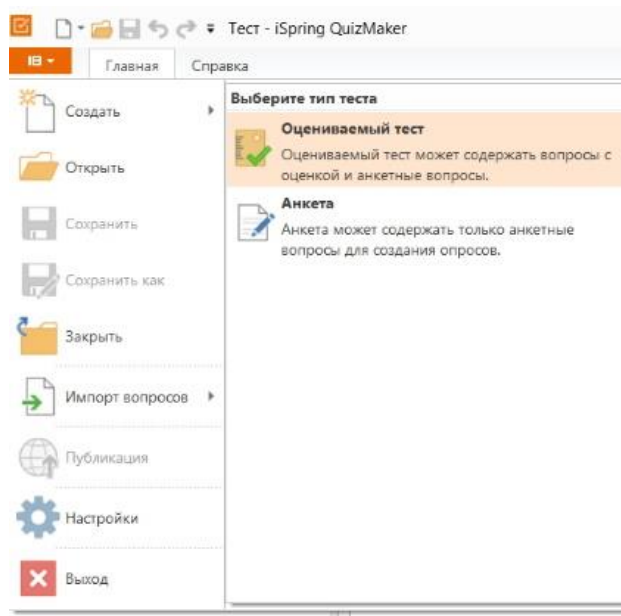 Тест - iSpring QuizMaker
Главная Справка
Создать
Открыть
Сохранить
Сохранить как
Закрыть
Импорт вопросов
Публикация
Настройки
Выход
Выберите тип теста
Оцениваемый тест
Оцениваемый тест может содержать вопросы с
оценкой и анкетные вопросы.
Анкета
Анкета может содержать только анкетные
вопросы для создания опросов.